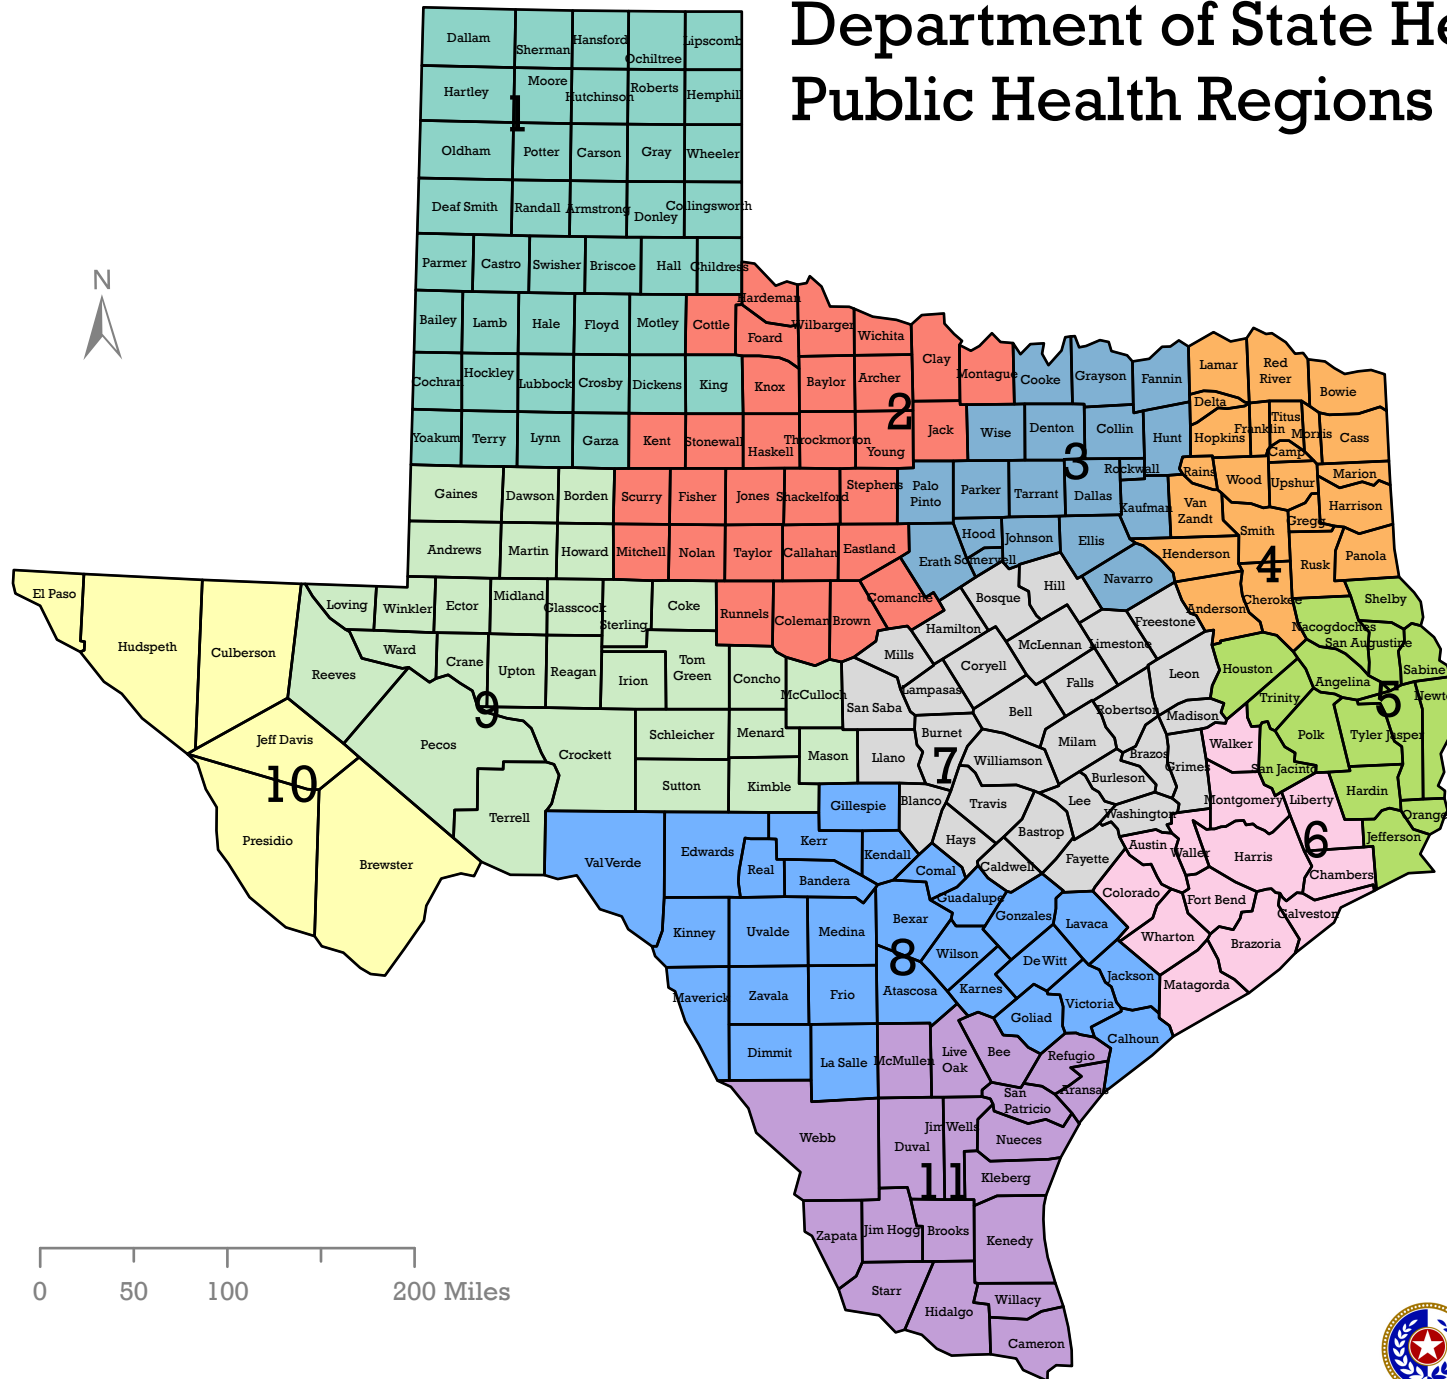 Department of State He
Public Health Regions
Dallam
Sherman
Hansford
Ochiltree
Lipscomb
Hartley
Moore
Hutchinson
Roberts
Hemphill
1
Oldham
Potter
Carson
Gray
Wheeler
Deaf Smith
Randall
Armstrong
Donley
Collingsworth
Parmer
Castro
Swisher
Briscoe
Hall
Childress
N
Bailey
Lamb
Hale
Floyd
Motley
Cottle
Hardeman
Foard
Wilbarger
Wichita
Clay
Montague
Cooke
Grayson
Fannin
Lamar
Red
River
Bowie
Cochran
Hockley
Lubbock
Crosby
Dickens
King
Knox
Baylor
Archer
2
Delta
Titus
Franklin
Morris
Cass
Hopkins
Camp
Yoakum
Terry
Lynn
Garza
Kent
Stonewall
Haskell
Throckmorton
Young
Jack
Wise
Denton
Collin
Hunt
3
Rockwall
Rains
Wood
Upshur
Marion
Harrison
Gaines
Dawson
Borden
Scurry
Fisher
Jones
Shackelford
Stephens
Palo
Pinto
Parker
Tarrant
Dallas
Kaufman
Van
Zandt
Smith
Gregg
Andrews
Martin
Howard
Mitchell
Nolan
Taylor
Callahan
Eastland
Erath
Hood
Somervell
Johnson
Ellis
Navarro
Henderson
4
Rusk
Panola
El Paso
Hudspeth
Culberson
Loving
Winkler
Ector
Midland
Glasscock
Sterling
Coke
Runnels
Coleman
Brown
Comanche
Hamilton
Bosque
Hill
Freestone
Anderson
Cherokee
Nacogdoches
Shelby
San Augustine
Sabine
Reeves
Ward
Crane
Upton
Reagan
Irion
Tom
Green
Concho
McCulloch
Mills
Lampasas
San Saba
Coryell
McLennan
Limestone
Falls
Leon
Houston
Trinity
Angelina
5
Newto
Jeff Davis
10
Presidio
Brewster
9
Pecos
Terrell
Crockett
Schleicher
Sutton
Menard
Kimble
Mason
Llano
Burnet
7
Bell
Williamson
Milam
Robertson
Brazos
Madison
Grimes
Walker
San Jacinto
Polk
Tyler
Jasper
Burleson
Lee
Washington
Montgomery
Liberty
Hardin
Orange
Jefferson
6
Gillespie
Blanco
Travis
Hays
Bastrop
Caldwell
Fayette
Austin
Waller
Harris
Chambers
Galveston
Val Verde
Edwards
Real
Kerr
Bandera
Kendall
Comal
Guadalupe
Gonzales
Lavaca
Colorado
Wharton
Fort Bend
Brazoria
Matagorda
Kinney
Uvalde
Medina
Bexar
8
Wilson
De Witt
Jackson
Maverick
Zavala
Frio
Atascosa
Karnes
Goliad
Victoria
Calhoun
Dimmit
La Salle
McMullen
Live
Oak
Bee
Refugio
Aransas
San
Patricio
Webb
Duval
Jim Wells
Nueces
11
Kleberg
Zapata
Jim Hogg
Brooks
Kenedy
Starr
Hidalgo
Willacy
Cameron
0 50 100 200 Miles